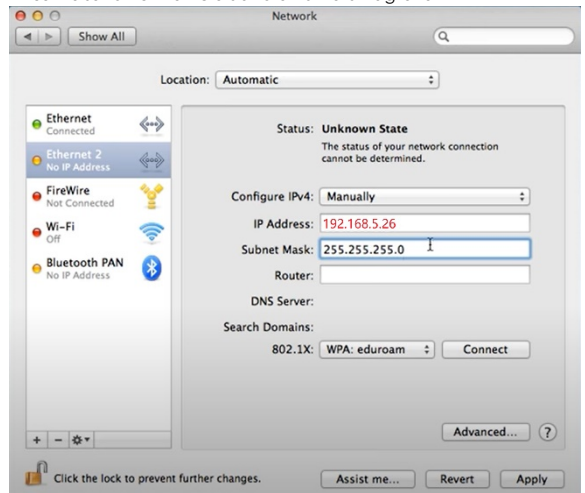 Network
Show All
Location: Automatic
Ethernet
Connected
Ethernet 2
No IP Address
FireWire
Not Connected
Wi-Fi
Off
Bluetooth PAN
No IP Address
Status: Unknown State
The status of your network connection
cannot be determined.
Configure IPv4: Manually
IP Address: 192.168.5.26
Subnet Mask: 255.255.255.0
Router:
DNS Server:
Search Domains:
802.1X: WPA: eduroam Connect
Advanced... ?
+ −
Click the lock to prevent further changes.
Assist me... Revert Apply